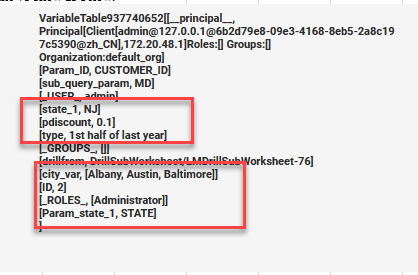 VariableTable937740652[[__principal__,
Principal[Client[admin@127.0.0.1@6b2d79e8-09e3-4168-8eb5-2a8c19
7c5390@zh_CN],172.20.48.1]Roles:[] Groups:[]
Organization:default_org]
[Param_ID, CUSTOMER_ID]
[sub_query_param, MD]
[_USER_, admin]
[state_1, NJ]
[pdiscount, 0.1]
[type, 1st half of last year]
[_GROUPS_, []]
[drillfrom, DrillSubWorksheet/LMDrillSubWorksheet-76]
[city_var, [Albany, Austin, Baltimore]]
[ID, 2]
[_ROLES_, [Administrator]]
[Param_state_1, STATE]
]